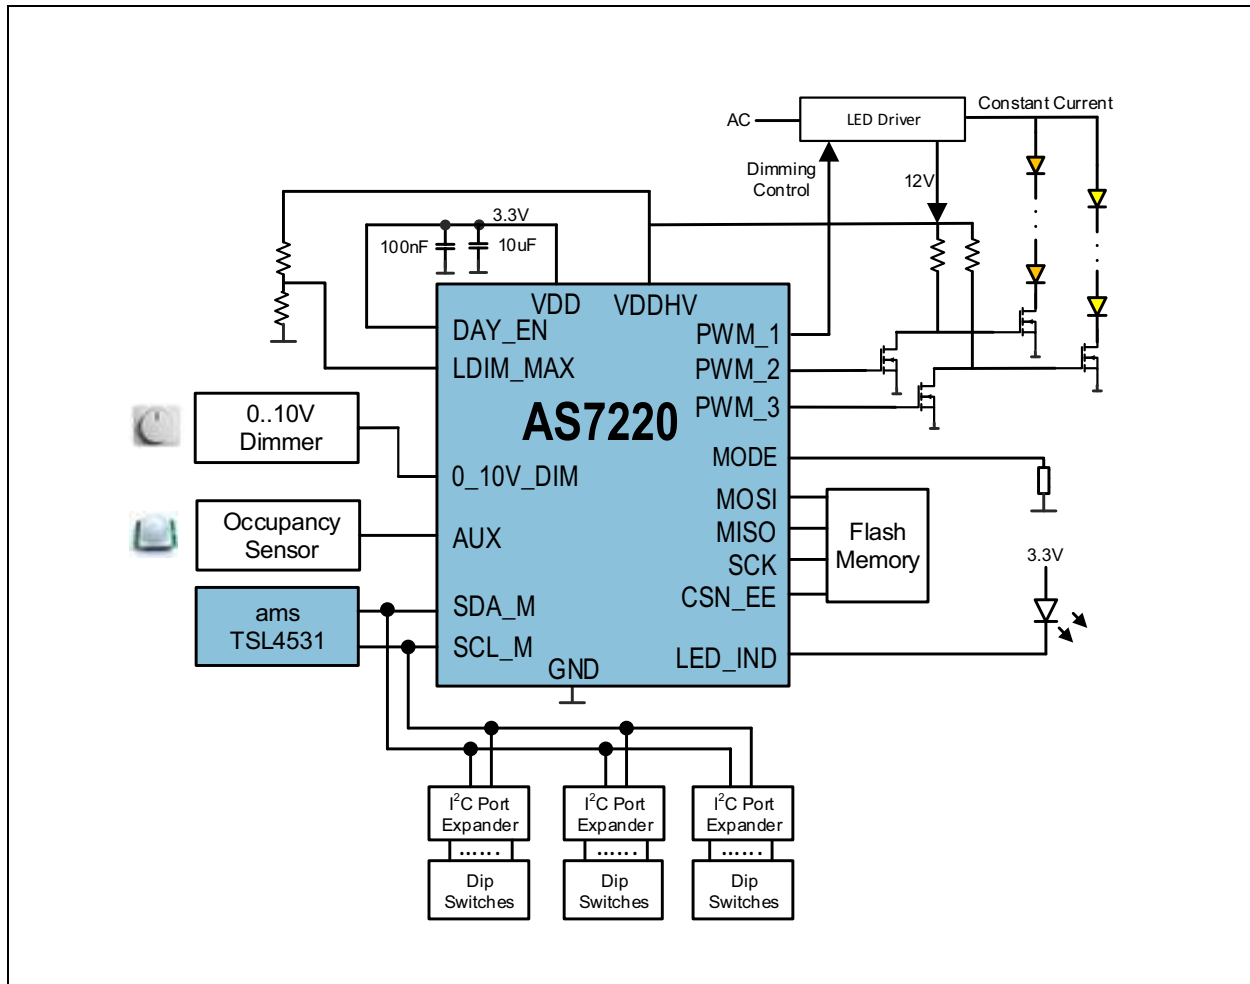 Constant Current
AC
LED Driver
Dimming
Control
12V
3.3V
100nF
10uF
VDD
VDDHV
DAY_EN
PWM_1
LDIM_MAX
PWM_2
PWM_3
AS7220
0..10V
Dimmer
MODE
0_10V_DIM
MOSI
Occupancy
Sensor
AUX
MISO
Flash
Memory
SCK
3.3V
CSN_EE
ams
TSL4531
SDA_M
SCL_M
LED_IND
GND
I²C Port
Expander
I²C Port
Expander
I²C Port
Expander
......
......
......
Dip
Switches
Dip
Switches
Dip
Switches